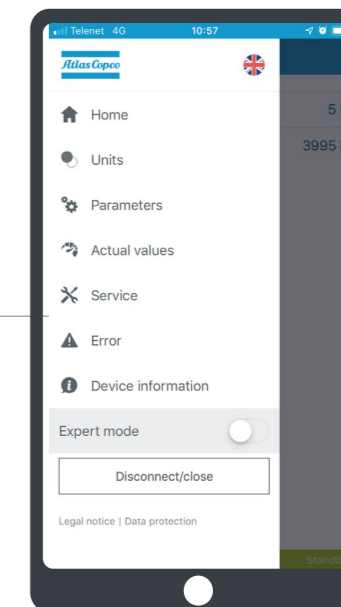 Telenet 4G 10:57
Atlas Copco
Home
5
Units
3995
Parameters
Actual values
Service
Error
Device information
Expert mode
Disconnect/close
Legal notice | Data protection